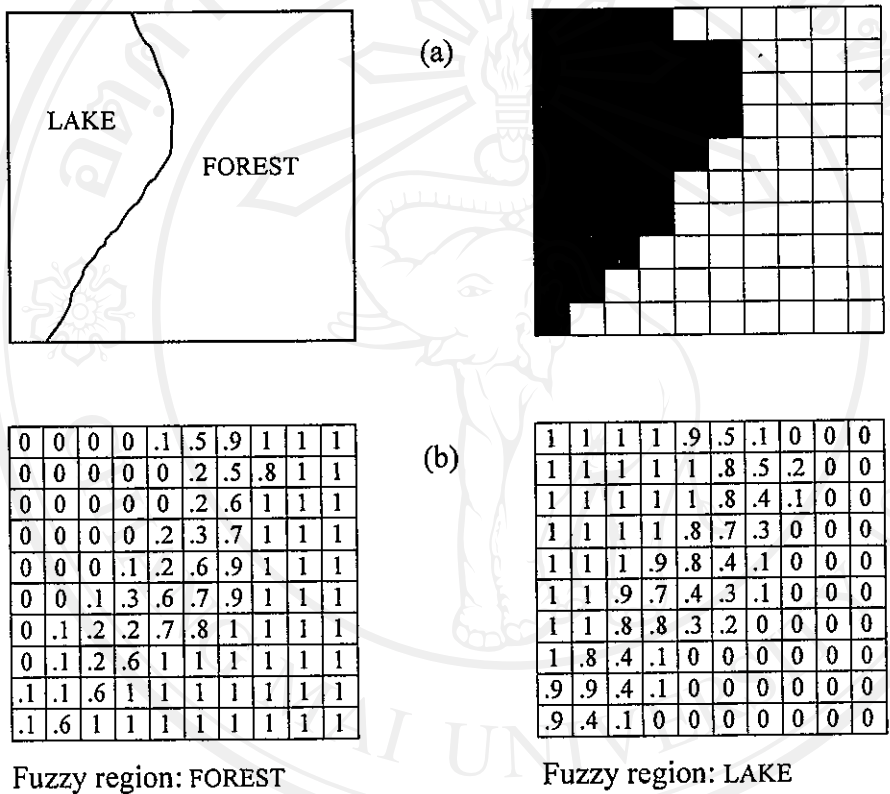 (a)
LAKE
FOREST
0 0 0 0 .1 .5 .9 1 1 1
0 0 0 0 0 .2 .5 .8 1 1
0 0 0 0 0 .2 .6 1 1 1
0 0 0 0 .2 .3 .7 1 1 1
0 0 0 .1 .2 .6 .9 1 1 1
0 0 .1 .3 .6 .7 .9 1 1 1
0 .1 .2 .2 .7 .8 1 1 1 1
0 .1 .2 .6 1 1 1 1 1 1
.1 .1 .6 1 1 1 1 1 1 1
.1 .6 1 1 1 1 1 1 1 1
Fuzzy region: FOREST
(b)
1 1 1 1 .9 .5 .1 0 0 0
1 1 1 1 1 .8 .5 .2 0 0
1 1 1 1 1 .8 .4 .1 0 0
1 1 1 1 .8 .7 .3 0 0 0
1 1 1 .9 .8 .4 .1 0 0 0
1 1 .9 .7 .4 .3 .1 0 0 0
1 1 .8 .8 .3 .2 0 0 0 0
1 .8 .4 .1 0 0 0 0 0 0
.9 .9 .4 .1 0 0 0 0 0 0
.9 .4 .1 0 0 0 0 0 0 0
Fuzzy region: LAKE